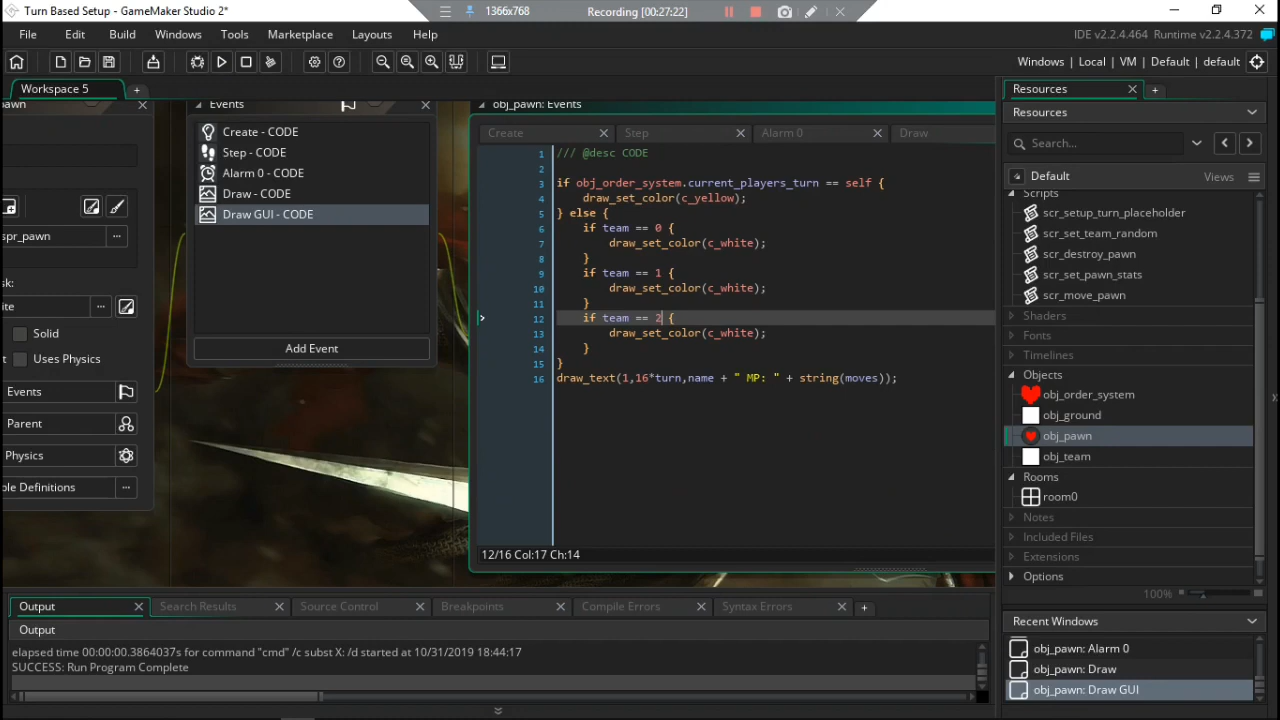 Turn Based Setup - GameMaker Studio 2*
1366x768
Recording [00:27:22]
File Edit Build Windows Tools Marketplace Layouts Help
IDE v2.2.4.464 Runtime v2.2.4.372
Windows | Local | VM | Default | default
Workspace 5
awn
Events
obj_pawn: Events
Resources
Create - CODE
Step - CODE
Alarm 0 - CODE
Draw - CODE
Draw GUI - CODE
Add Event
Create
Step
Alarm 0
Draw
1 /// @desc CODE
2
3 if obj_order_system.current_players_turn == self {
4 draw_set_color(c_yellow);
5 } else {
6 if team == 0 {
7 draw_set_color(c_white);
8 }
9 if team == 1 {
10 draw_set_color(c_white);
11 }
12 if team == 2 {
13 draw_set_color(c_white);
14 }
15 }
16 draw_text(1,16*turn,name + " MP: " + string(moves));
12/16 Col:17 Ch:14
spr_pawn
sk:
ite
Solid
t
Uses Physics
Events
Parent
Physics
ple Definitions
Resources
Search...
Default
Views
Scripts
scr_setup_turn_placeholder
scr_set_team_random
scr_destroy_pawn
scr_set_pawn_stats
scr_move_pawn
Shaders
Fonts
Timelines
Objects
obj_order_system
obj_ground
obj_pawn
obj_team
Rooms
room0
Notes
Included Files
Extensions
Options
100%
Recent Windows
obj_pawn: Alarm 0
obj_pawn: Draw
obj_pawn: Draw GUI
Output
Search Results
Source Control
Breakpoints
Compile Errors
Syntax Errors
Output
elapsed time 00:00:00.3864037s for command "cmd" /c subst X: /d started at 10/31/2019 18:44:17
SUCCESS: Run Program Complete